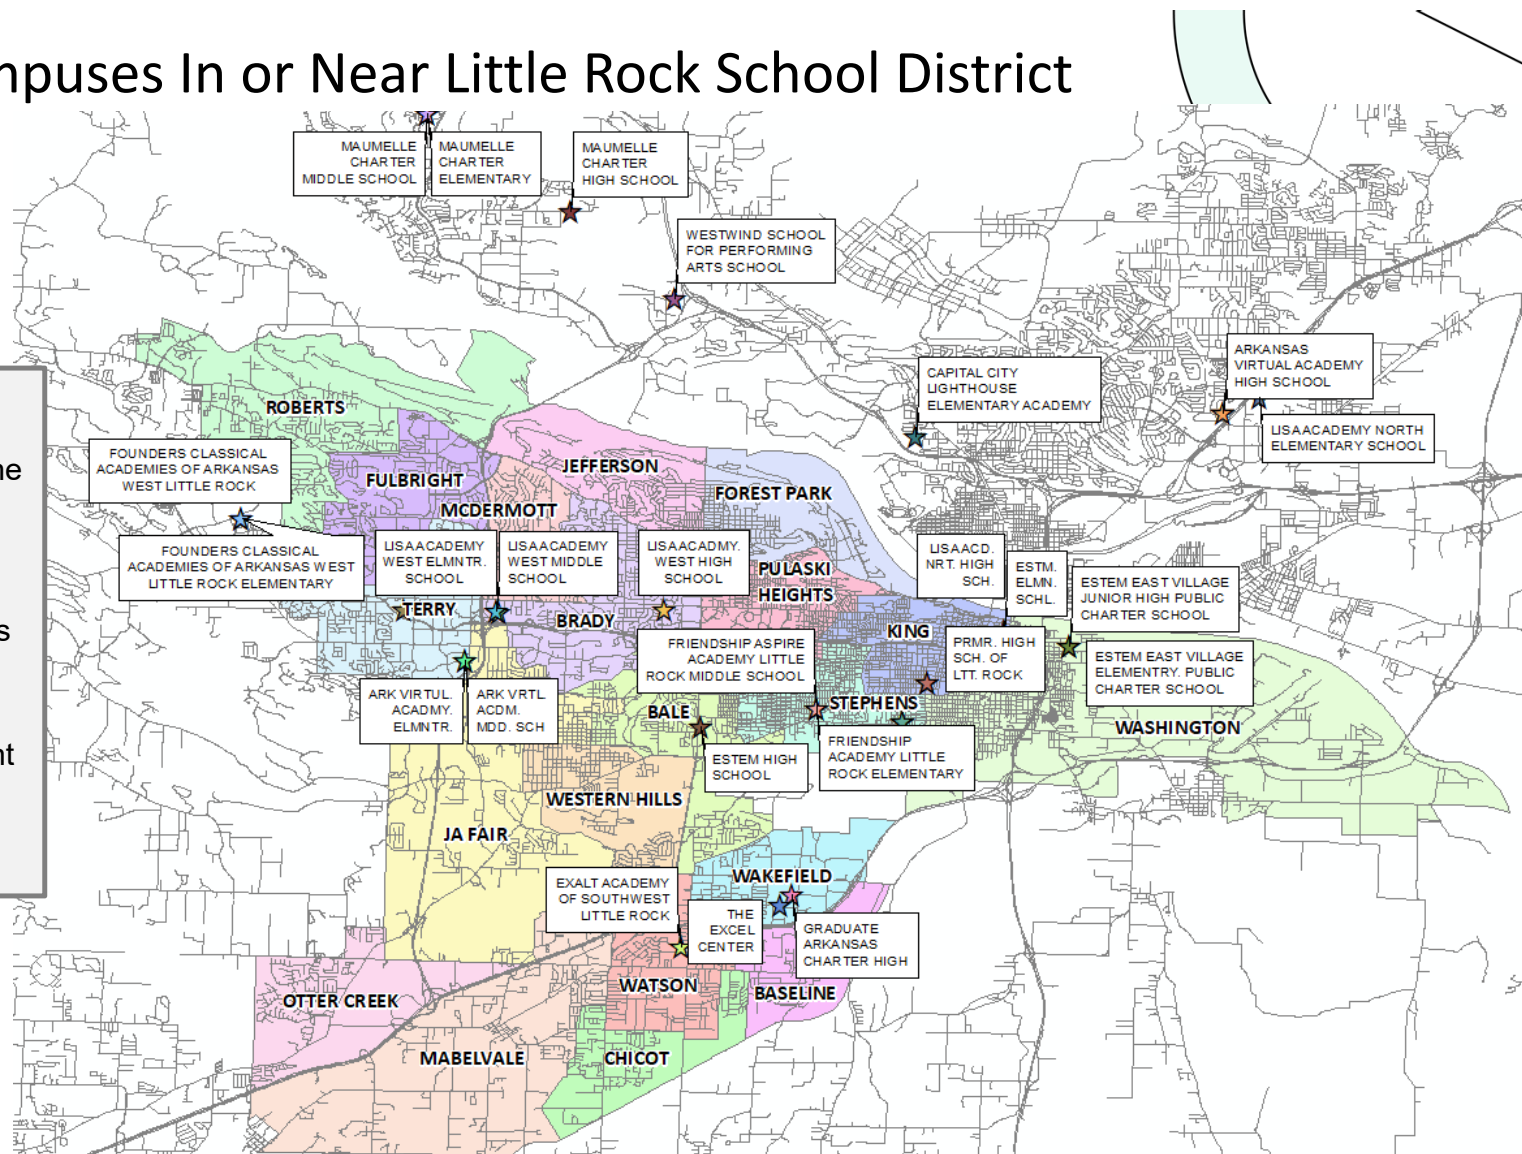 mpuses In or Near Little Rock School District
MAUMELLE
CHARTER
MIDDLE SCHOOL
MAUMELLE
CHARTER
ELEMENTARY
MAUMELLE
CHARTER
HIGH SCHOOL
WESTWIND SCHOOL
FOR PERFORMING
ARTS SCHOOL
ARKANSAS
VIRTUAL ACADEMY
HIGH SCHOOL
CAPITAL CITY
LIGHTHOUSE
ELEMENTARY ACADEMY
LISAACADEMY NORTH
ELEMENTARY SCHOOL
ROBERTS
FOUNDERS CLASSICAL
ACADEMIES OF ARKANSAS
WEST LITTLE ROCK
ne
JEFFERSON
FULBRIGHT
FOREST PARK
MCDERMOTT
FOUNDERS CLASSICAL
ACADEMIES OF ARKANSAS WEST
LITTLE ROCK ELEMENTARY
LISAACADEMY
WEST ELMNTR.
SCHOOL
LISAACADEMY
WEST MIDDLE
SCHOOL
LISAACADMY.
WEST HIGH
SCHOOL
PULASKI
HEIGHTS
LISAACD.
NRT. HIGH
SCH.
ESTM.
ELMN.
SCHL.
ESTEM EAST VILLAGE
JUNIOR HIGH PUBLIC
CHARTER SCHOOL
TERRY
BRADY
KING
s
FRIENDSHIP ASPIRE
ACADEMY LITTLE
ROCK MIDDLE SCHOOL
PRMR. HIGH
SCH. OF
LTT. ROCK
ESTEM EAST VILLAGE
ELEMENTRY. PUBLIC
CHARTER SCHOOL
ARK VIRTUL.
ACADMY.
ELMNTR.
ARK VRTL.
ACDM.
MDD. SCH
BALE
STEPHENS
WASHINGTON
nt
ESTEM HIGH
SCHOOL
FRIENDSHIP
ACADEMY LITTLE
ROCK ELEMENTARY
WESTERN HILLS
JA FAIR
WAKEFIELD
EXALT ACADEMY
OF SOUTHWEST
LITTLE ROCK
THE
EXCEL
CENTER
GRADUATE
ARKANSAS
CHARTER HIGH
WATSON
BASELINE
OTTER CREEK
MABELVALE
CHICOT